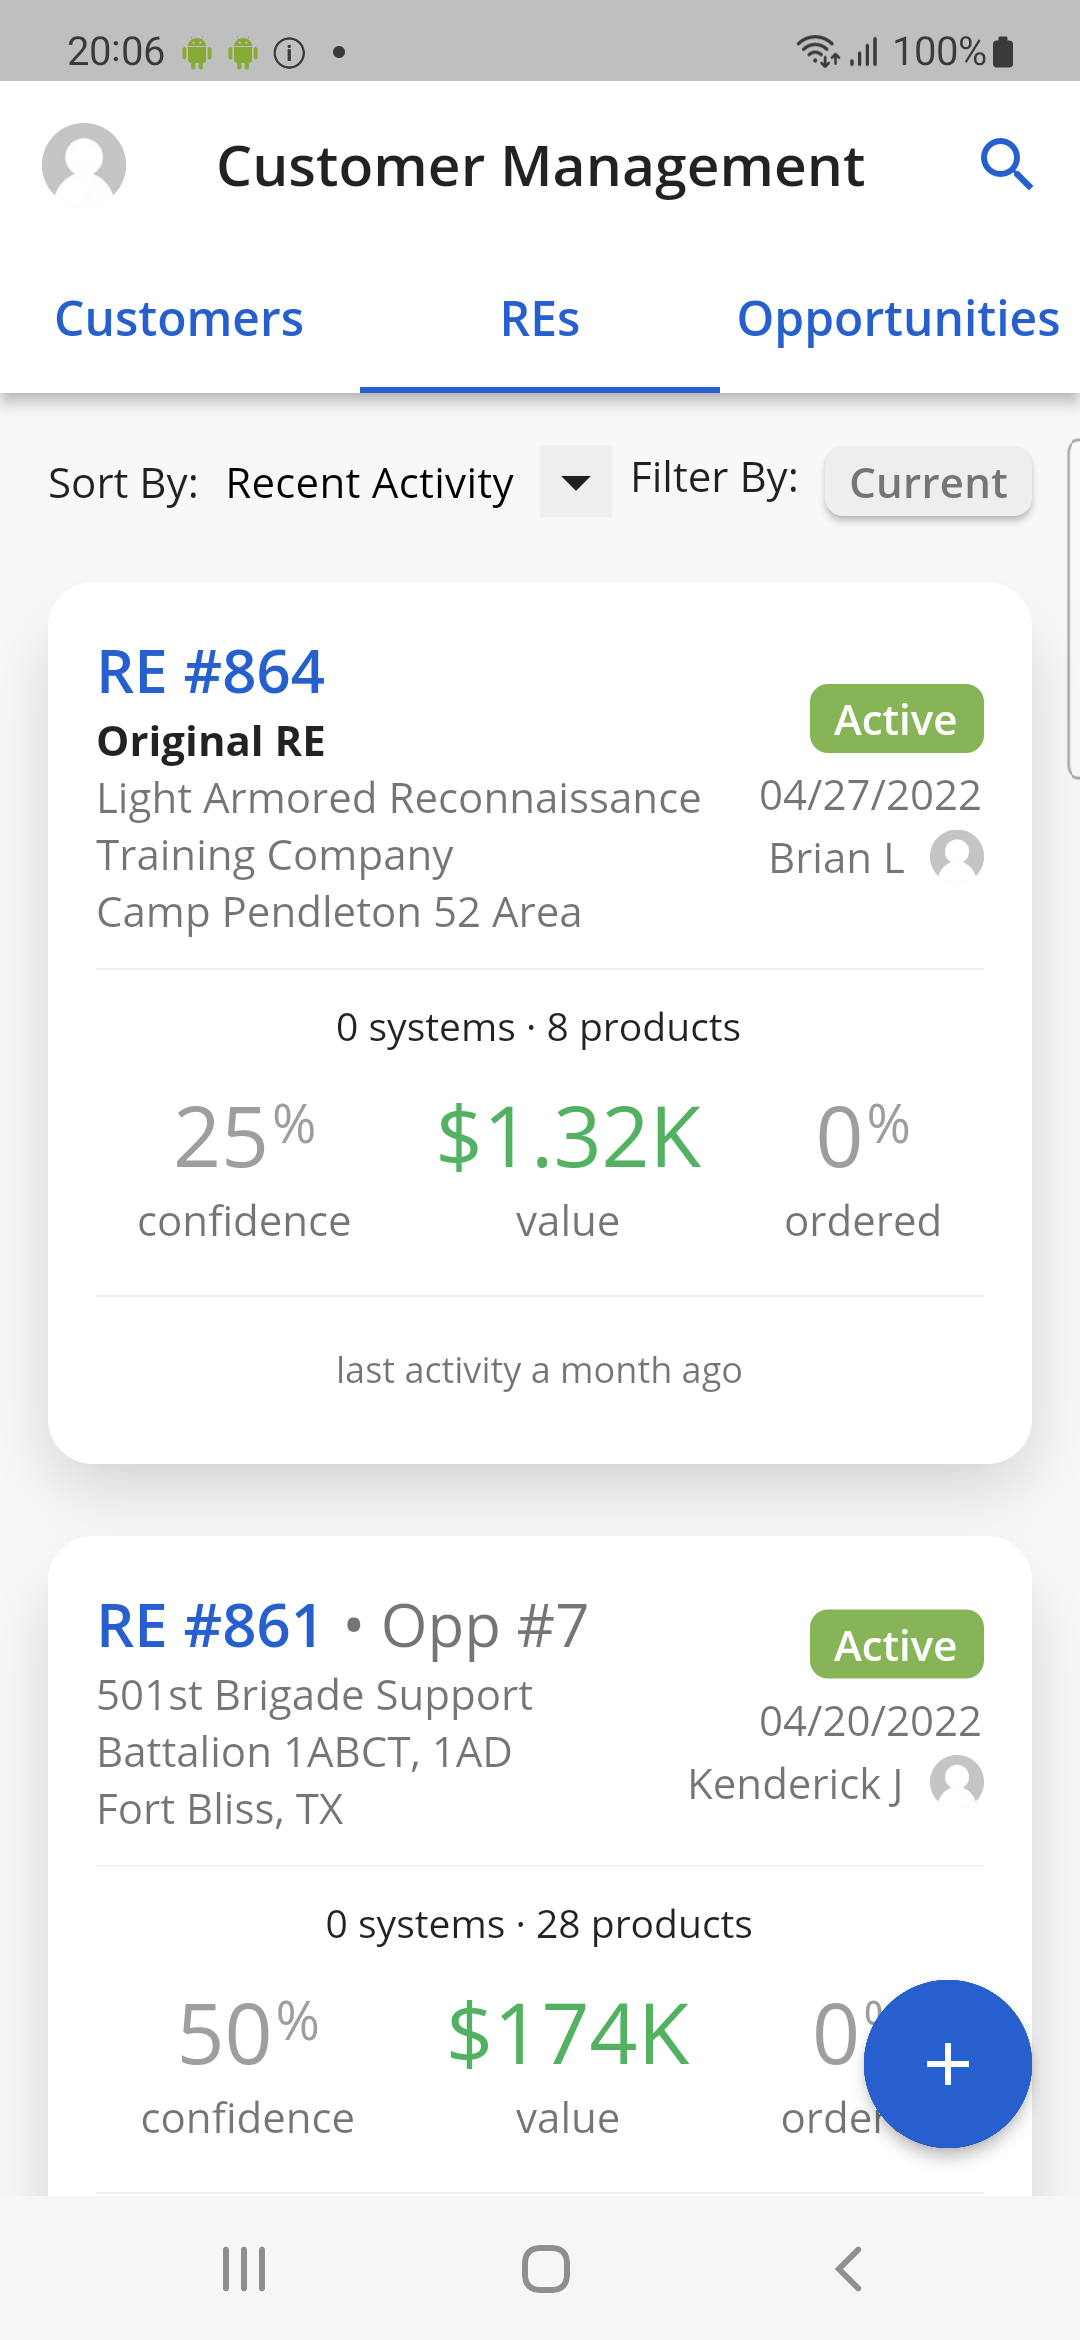 20:06
100%
Customer Management
Customers REs Opportunities
Sort By: Recent Activity Filter By: Current
RE #864
Original RE
Active
Light Armored Reconnaissance
Training Company
Camp Pendleton 52 Area
04/27/2022
Brian L
0 systems · 8 products
25% $1.32K 0%
confidence value ordered
last activity a month ago
RE #861 • Opp #7
Active
501st Brigade Support
Battalion 1ABCT, 1AD
Fort Bliss, TX
04/20/2022
Kenderick J
0 systems · 28 products
50% $174K 0
confidence value
+